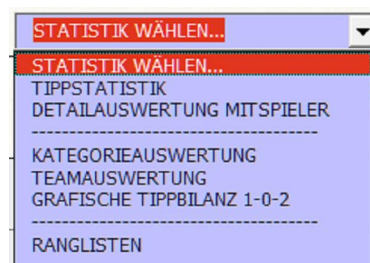 STATISTIK WÄHLEN...
STATISTIK WÄHLEN...
TIPPSTATISTIK
DETAILAUSWERTUNG MITSPIELER
----------------------------------
KATEGORIEAUSWERTUNG
TEAMAUSWERTUNG
GRAFISCHE TIPPBILANZ 1-0-2
----------------------------------
RANGLISTEN